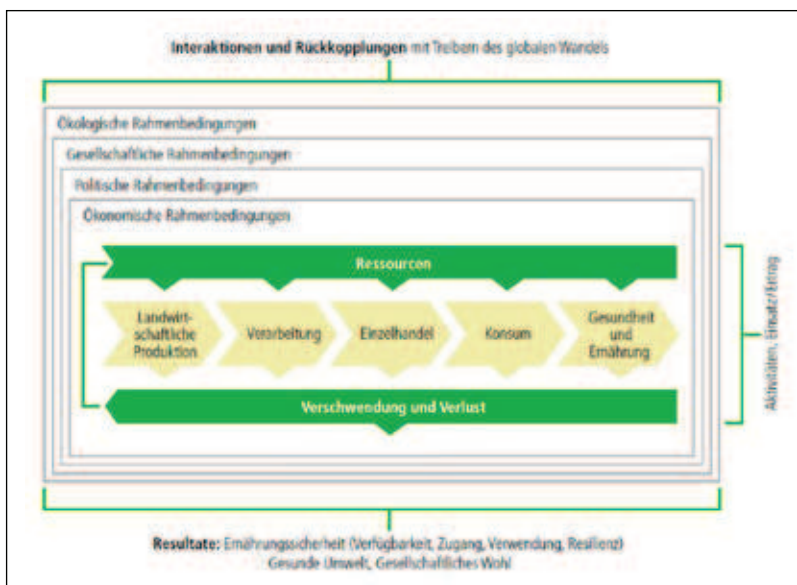 Interaktionen und Rückkopplungen mit Treibern des globalen Wandels
Ökologische Rahmenbedingungen
Gesellschaftliche Rahmenbedingungen
Politische Rahmenbedingungen
Ökonomische Rahmenbedingungen
Ressourcen
Landwirt-
schaftliche
Produktion
Verarbeitung
Einzelhandel
Konsum
Gesundheit
und
Ernährung
Verschwendung und Verlust
Aktivitäten, Einsatz/Ertrag
Resultate: Ernährungssicherheit (Verfügbarkeit, Zugang, Verwendung, Resilienz)
Gesunde Umwelt, Gesellschaftliches Wohl